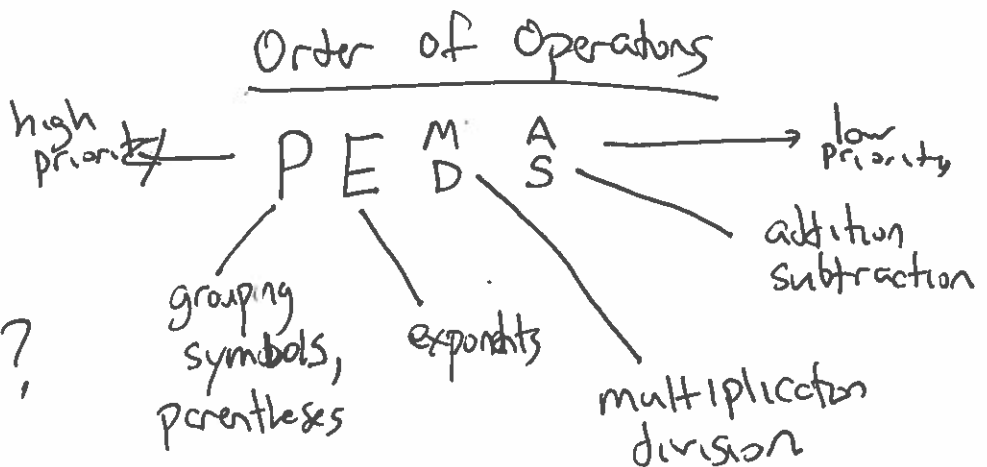 Order of Operations
high
priority
P E M A
D S
low
priority
addition
subtraction
grouping
symbols,
parentheses
exponents
multiplication
division
?